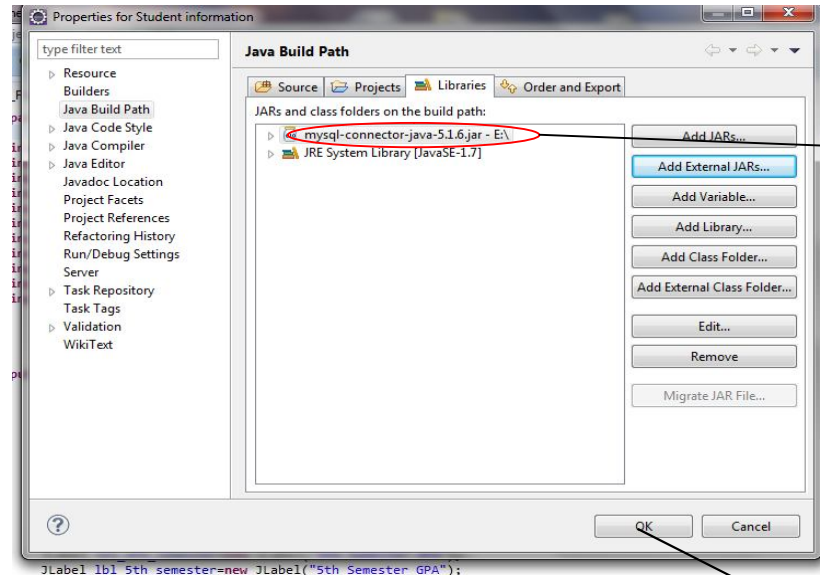 Properties for Student information
type filter text
Java Build Path
Resource
Builders
Java Build Path
Java Code Style
Java Compiler
Java Editor
Javadoc Location
Project Facets
Project References
Refactoring History
Run/Debug Settings
Server
Task Repository
Task Tags
Validation
WikiText
Source
Projects
Libraries
Order and Export
JARs and class folders on the build path:
mysql-connector-java-5.1.6.jar - E:\
JRE System Library [JavaSE-1.7]
Add JARs...
Add External JARs...
Add Variable...
Add Library...
Add Class Folder...
Add External Class Folder...
Edit...
Remove
Migrate JAR File...
OK
Cancel
JLabel lbl_5th_semester=new JLabel("5th Semester GPA");